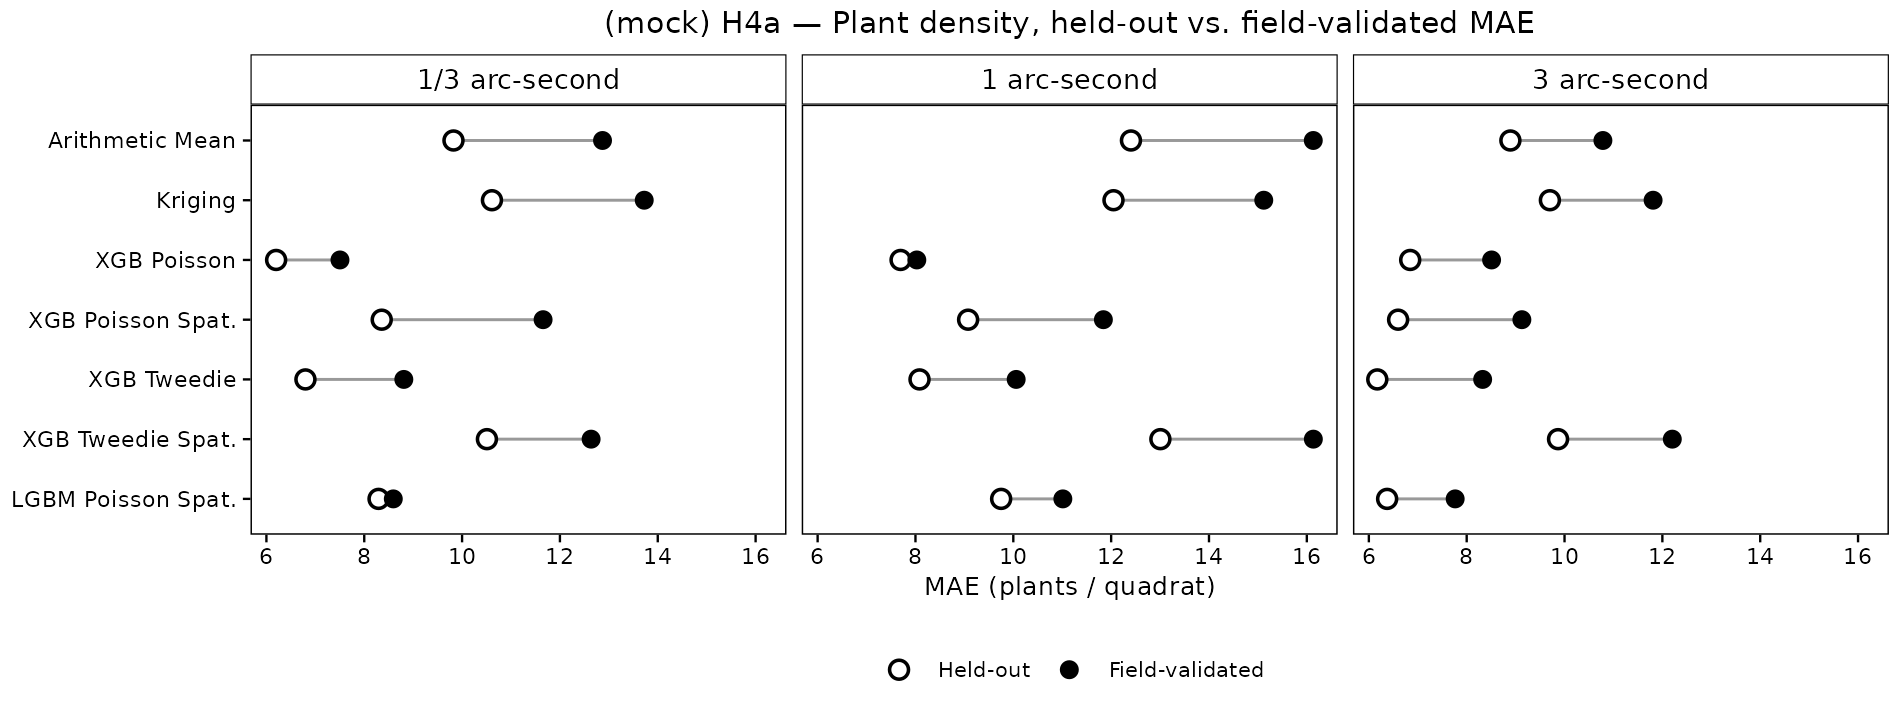 (mock) H4a — Plant density, held-out vs. field-validated MAE
1/3 arc-second
1 arc-second
3 arc-second
Arithmetic Mean
Kriging
XGB Poisson
XGB Poisson Spat.
XGB Tweedie
XGB Tweedie Spat.
LGBM Poisson Spat.
6 8 10 12 14 16
6 8 10 12 14 16
6 8 10 12 14 16
MAE (plants / quadrat)
Held-out
Field-validated